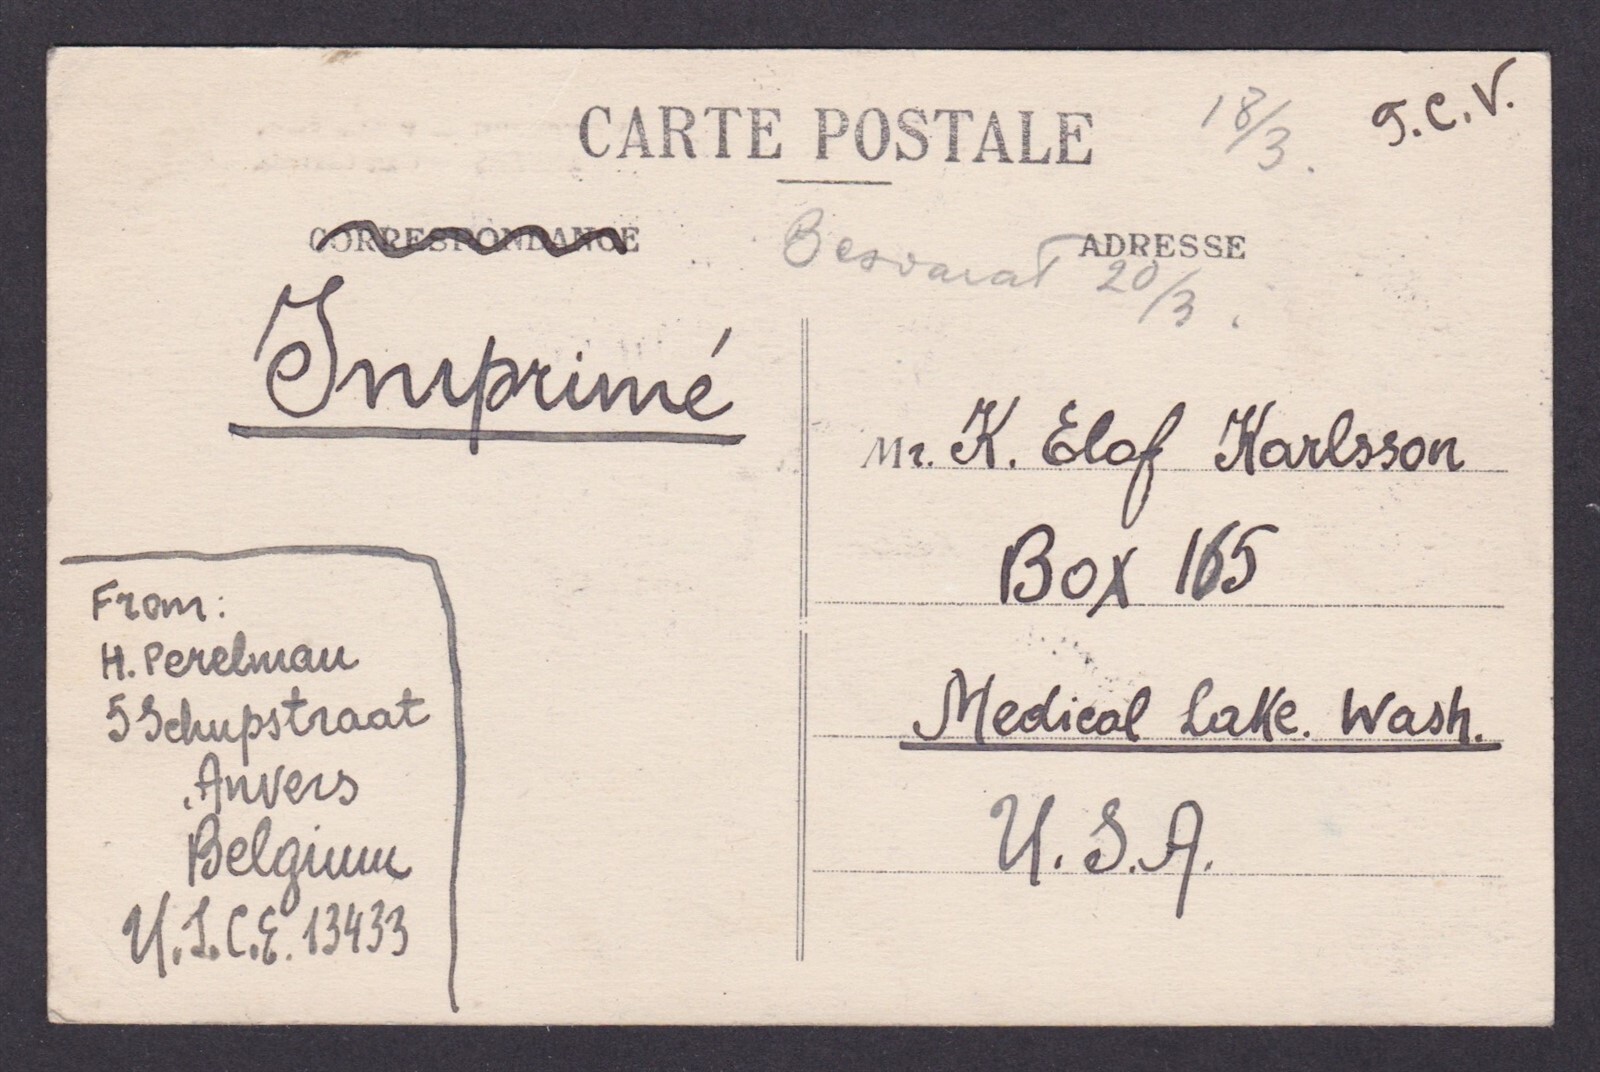 CARTE POSTALE
18/3.
T.C.V.
CORRESPONDANCE
Besvarat 20/3.
ADRESSE
Imprimé
Mr. K. Elof Karlsson
Box 165
Medical Lake. Wash.
U.S.A.
From:
H. Perelman
5 Schupstraat
Anvers
Belgium
U.S.C.E. 13433